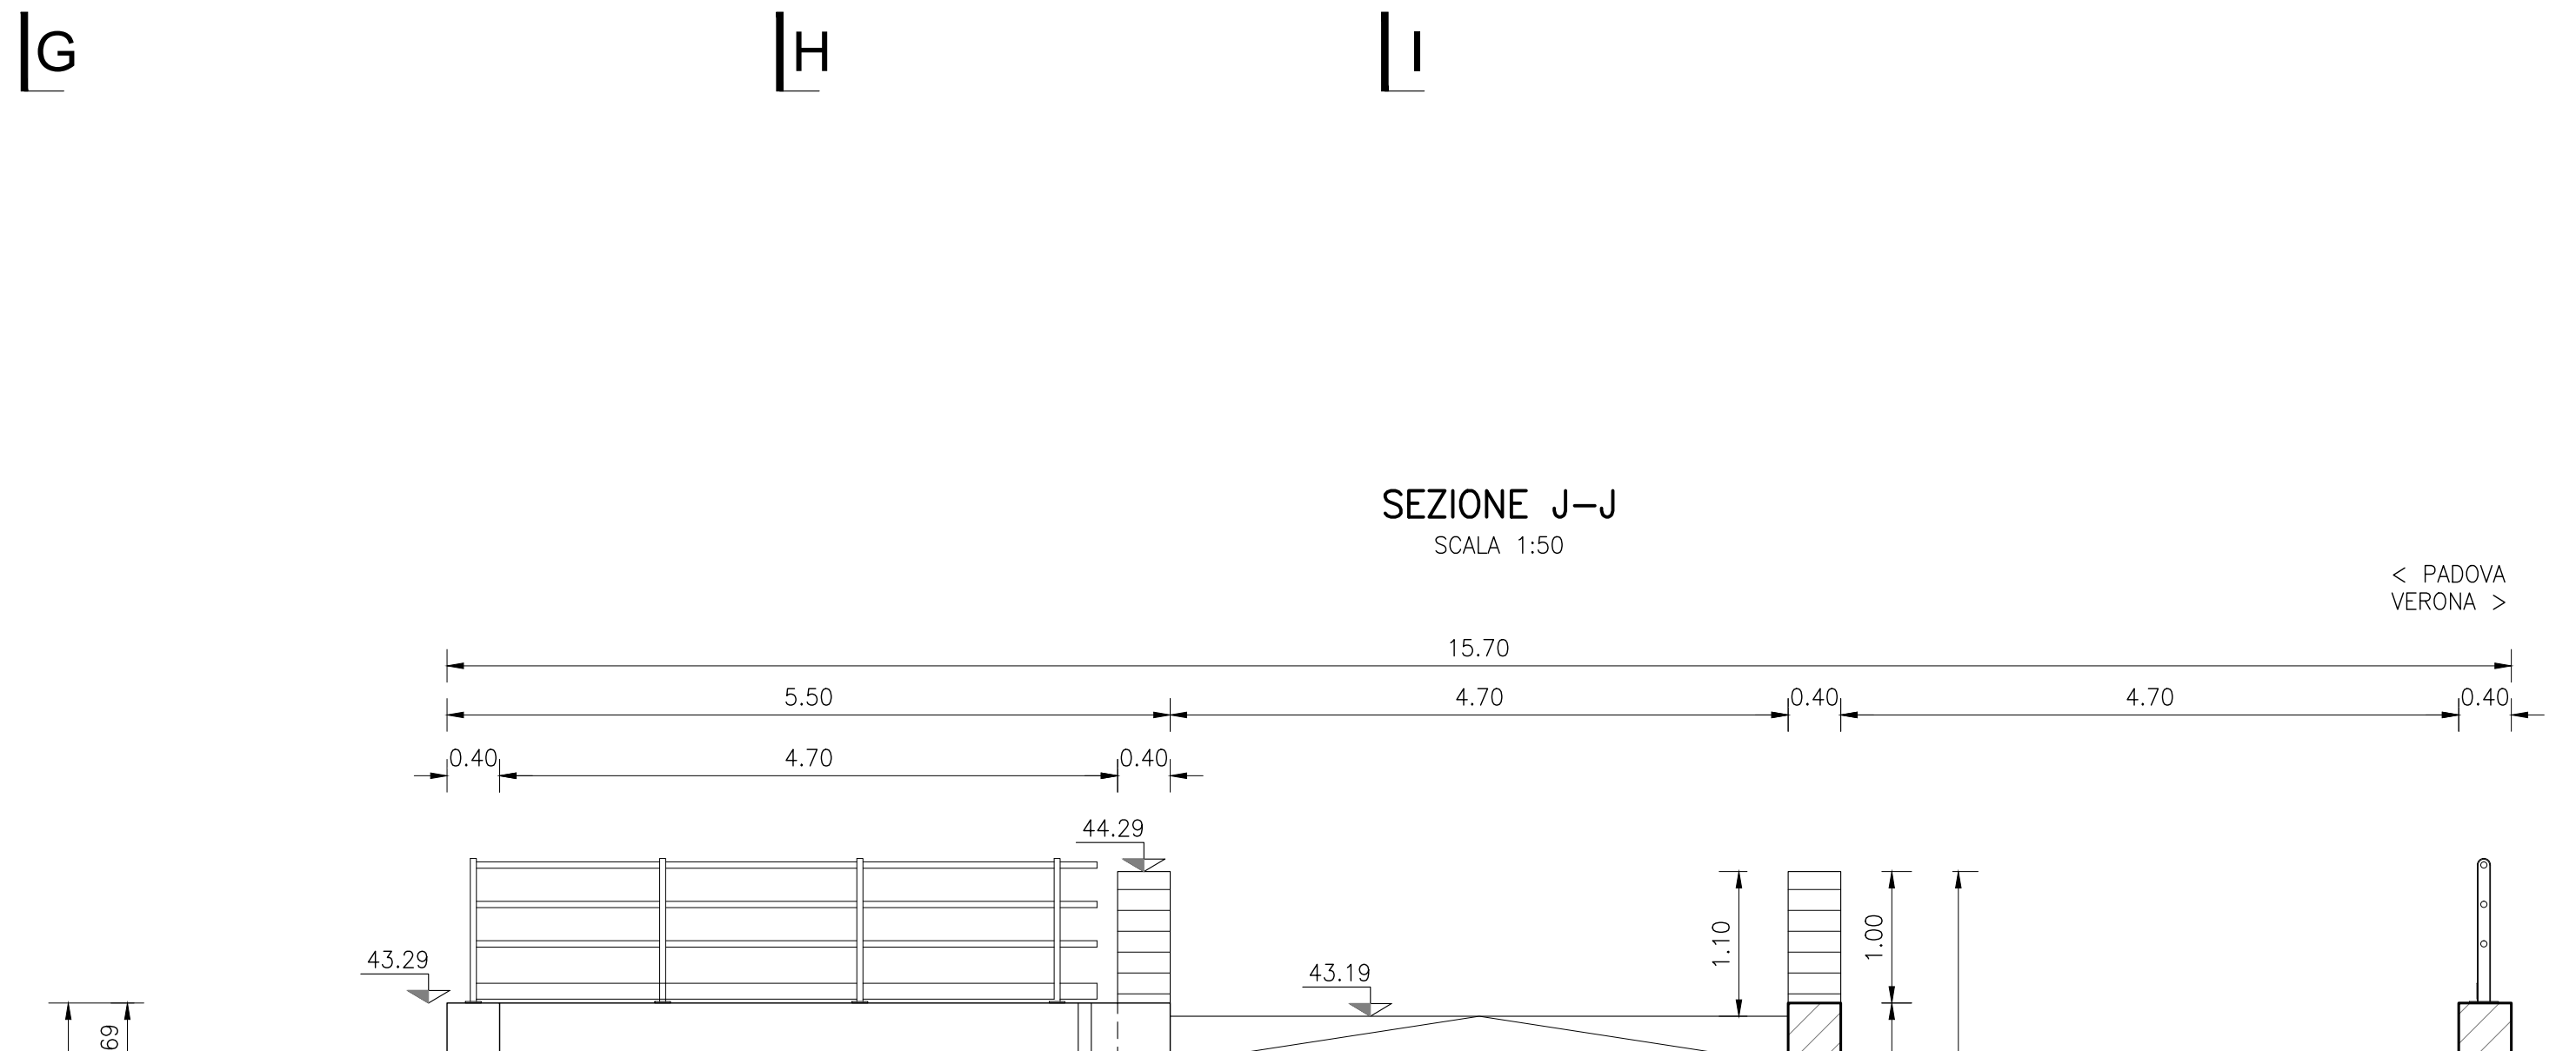 G H I
SEZIONE J-J
SCALA 1:50
< PADOVA
VERONA >
15.70
5.50 4.70 0.40 4.70 0.40
0.40 4.70 0.40
44.29
1.10 1.00
43.29 43.19
69